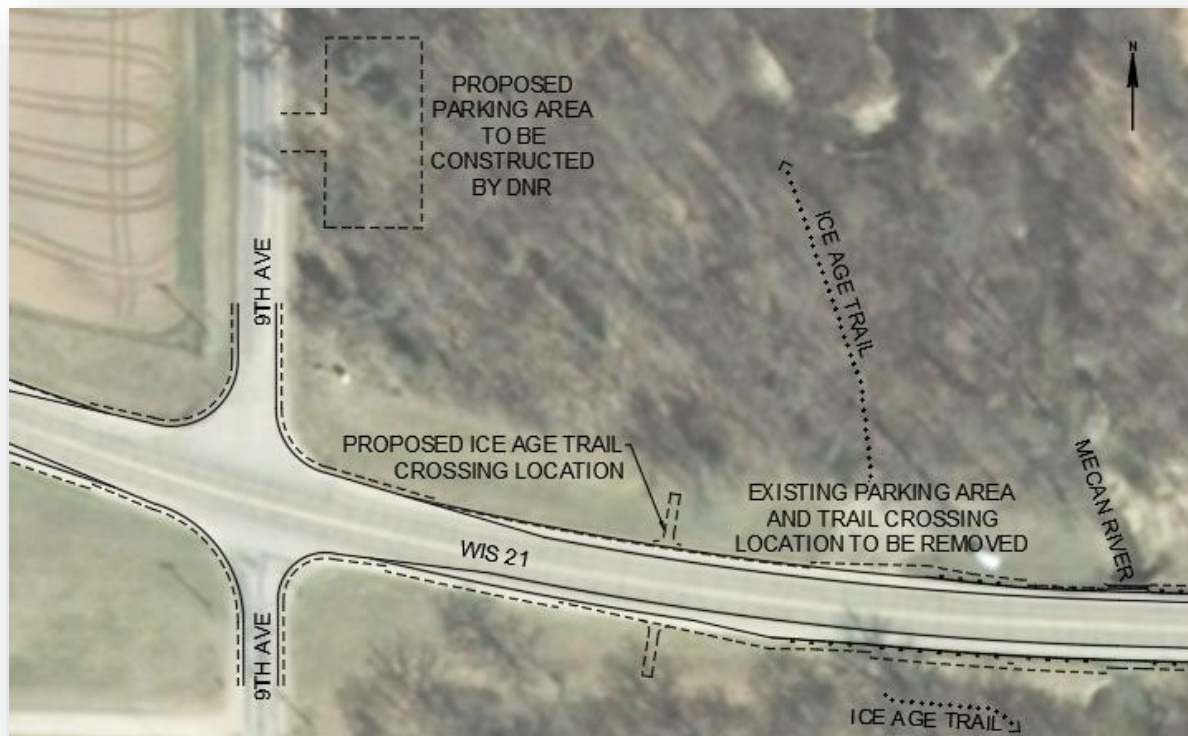 N
PROPOSED
PARKING AREA
TO BE
CONSTRUCTED
BY DNR
9TH AVE
ICE AGE TRAIL
PROPOSED ICE AGE TRAIL
CROSSING LOCATION
EXISTING PARKING AREA
AND TRAIL CROSSING
LOCATION TO BE REMOVED
MECAN RIVER
WIS 21
9TH AVE
ICE AGE TRAIL